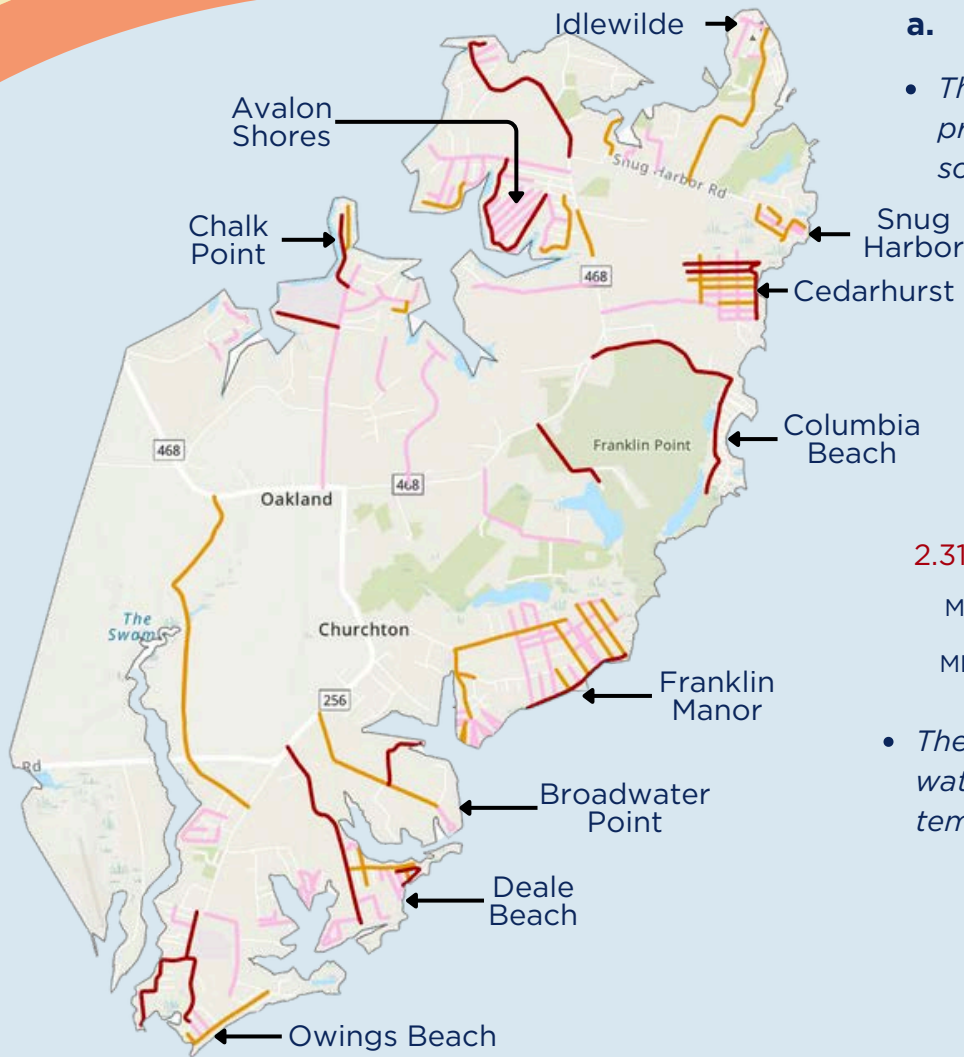 Idlewilde
a.
Avalon
Shores
Snug Harbor Rd
Chalk
Point
Snug
Harbor
468
Cedarhurst
Columbia
Beach
Franklin Point
468
468
Oakland
2.31
The
Swamp
Churchton
Franklin
Manor
256
Rd
Broadwater
Point
Deale
Beach
Owings Beach